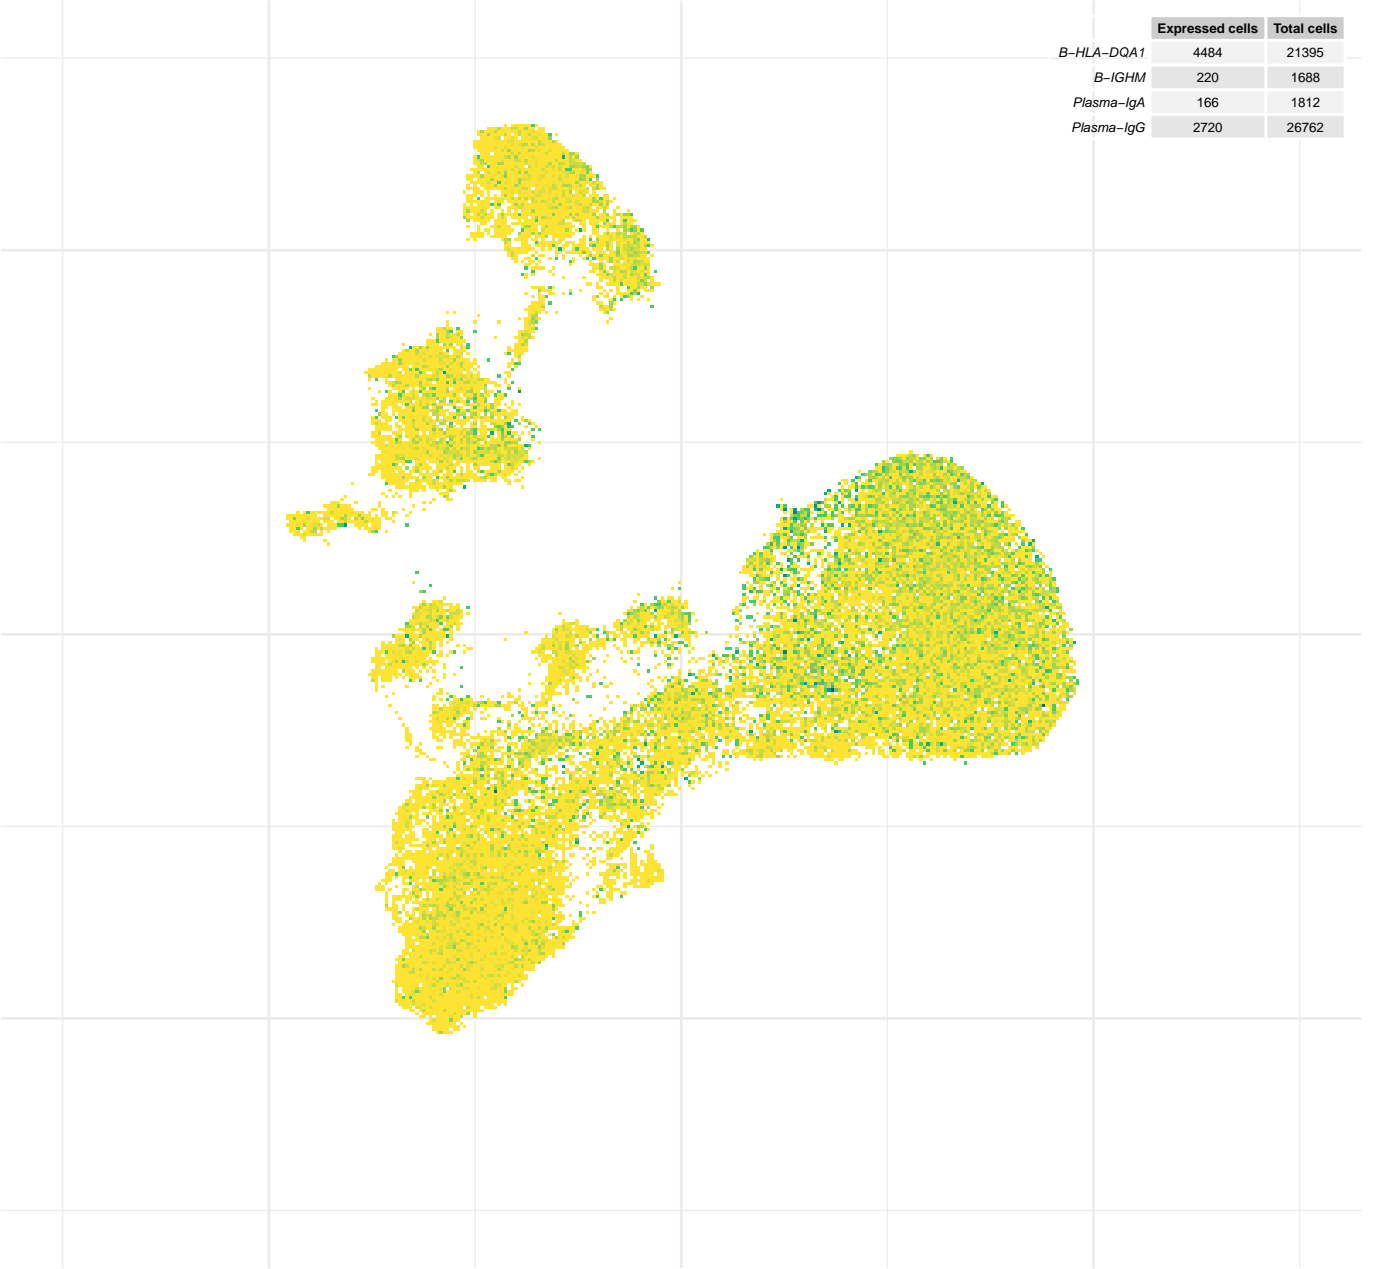 Expressed cells Total cells
B−HLA−DQA1 4484 21395
B−IGHM 220 1688
Plasma−IgA 166 1812
Plasma−IgG 2720 26762